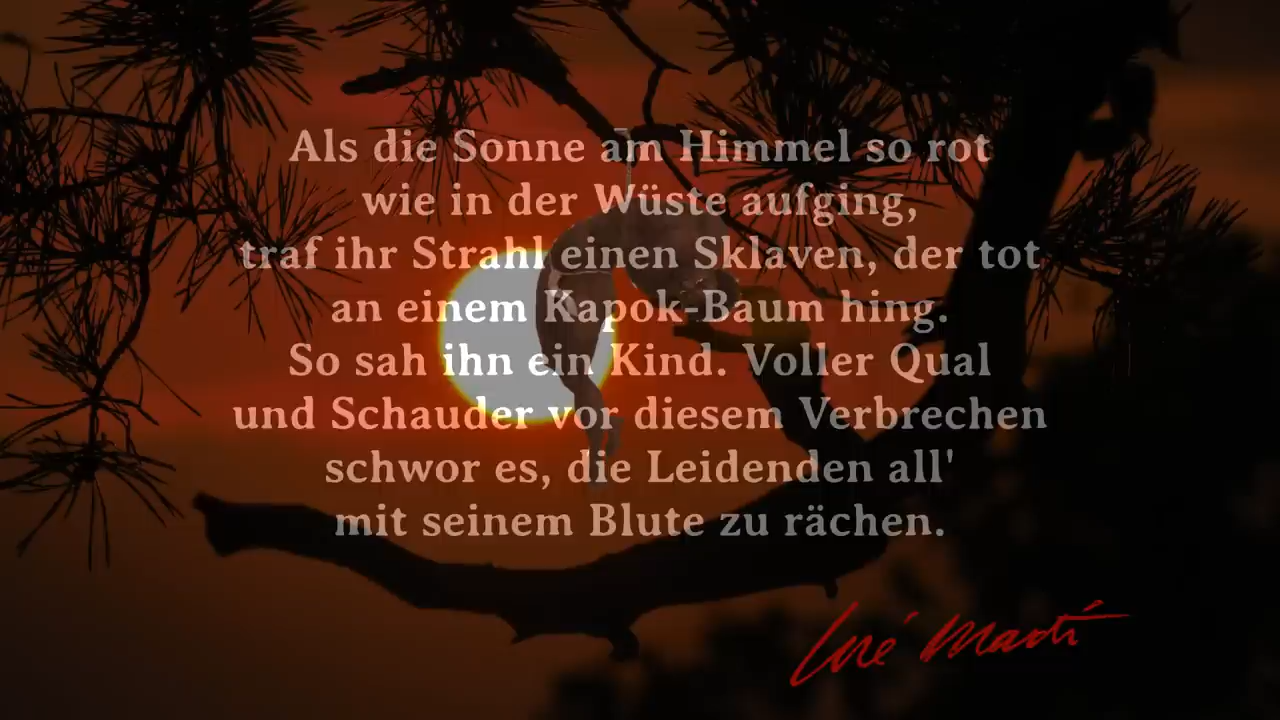 Als die Sonne am Himmel so rot
wie in der Wüste aufging,
traf ihr Strahl einen Sklaven, der tot
an einem Kapok-Baum hing.
So sah ihn ein Kind. Voller Qual
und Schauder vor diesem Verbrechen
schwor es, die Leidenden all'
mit seinem Blute zu rächen.
José Martí